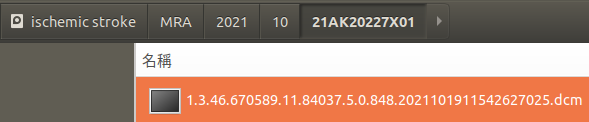 ischemic stroke MRA 2021 10 21AK20227X01
名稱
1.3.46.670589.11.84037.5.0.848.2021101911542627025.dcm